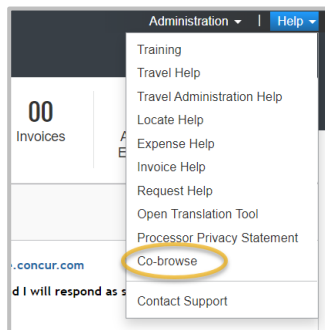 Administration | Help
Training
Travel Help
Travel Administration Help
Locate Help
Expense Help
Invoice Help
Request Help
Open Translation Tool
Processor Privacy Statement
Co-browse
Contact Support
00
Invoices
A
E
.concur.com
d I will respond as s